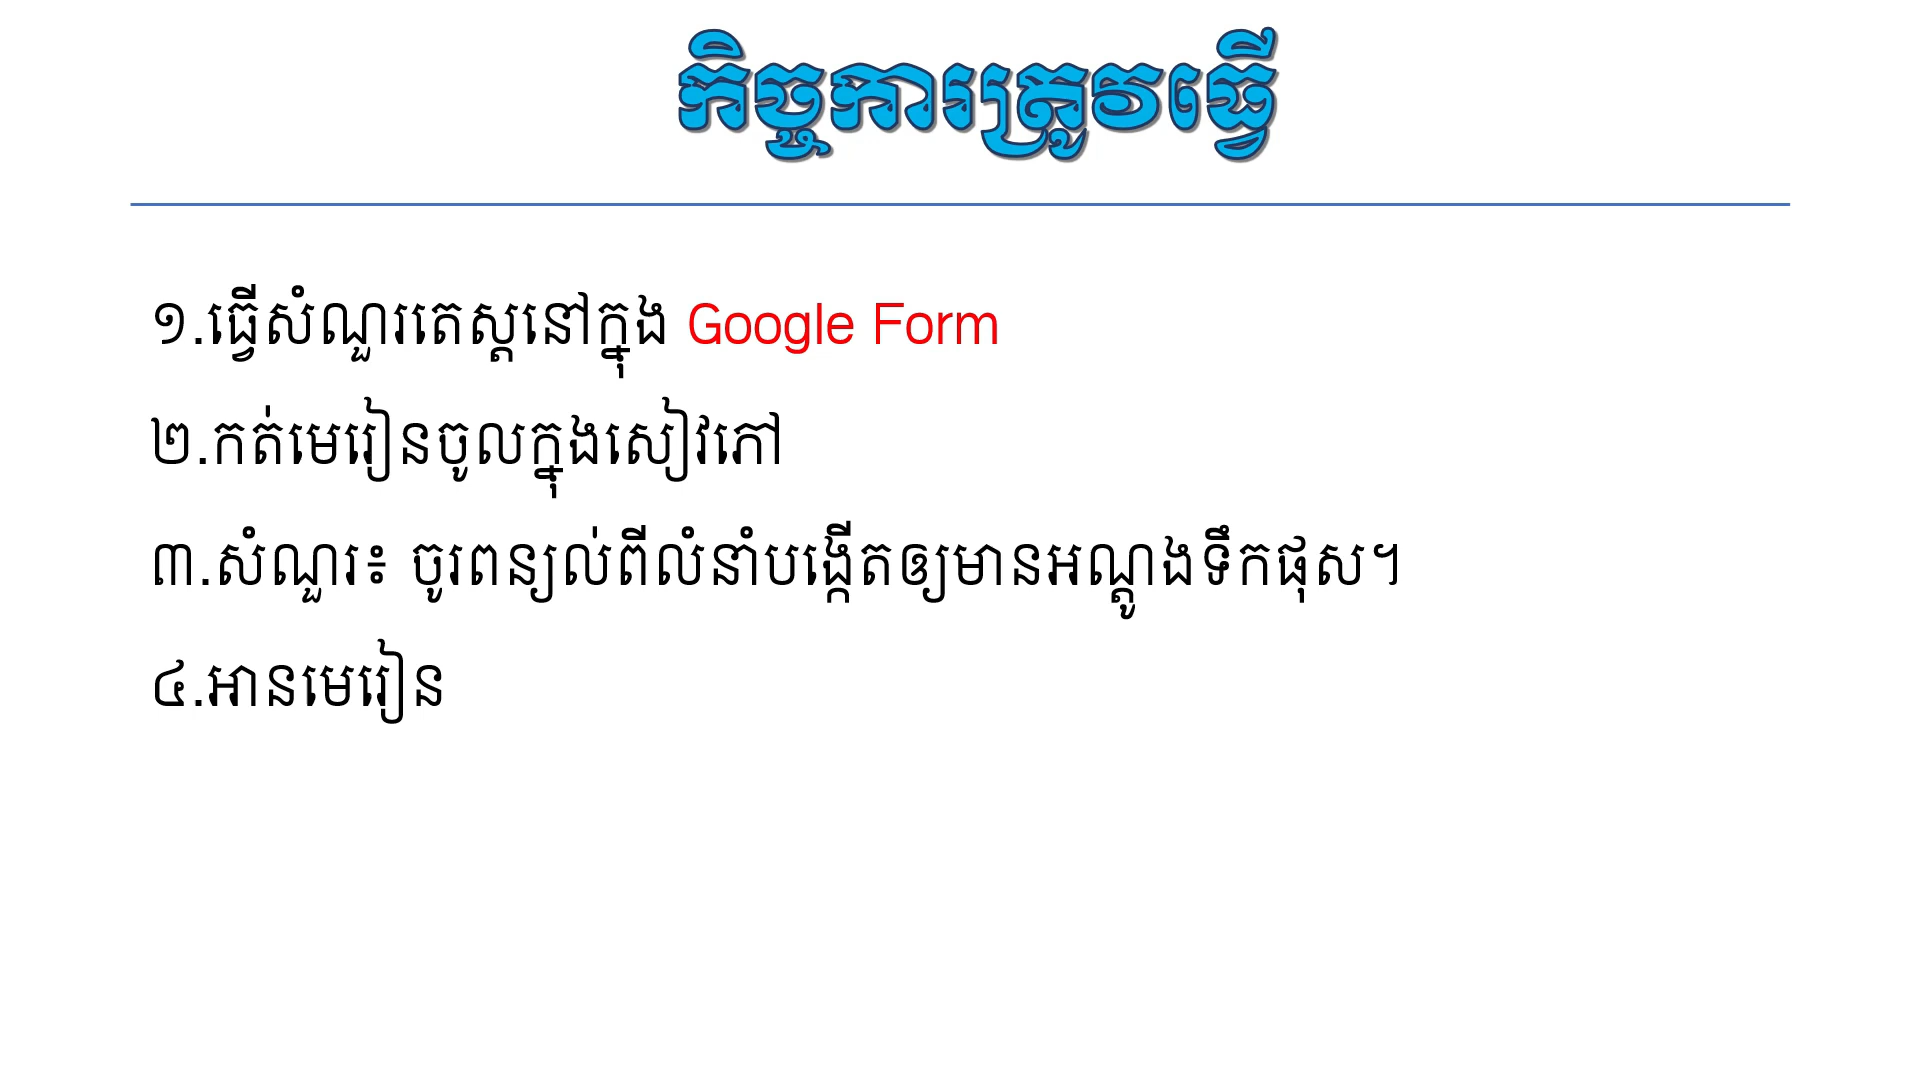 កិច្ចការត្រូវធ្វើ
១.ធ្វើសំណួរតេស្តនៅក្នុង Google Form
២.កត់មេរៀនចូលក្នុងសៀវភៅ
៣.សំណួរ៖ ចូរពន្យល់ពីលំនាំបង្កើតឲ្យមានអណ្តូងទឹកផុស។
៤.អានមេរៀន